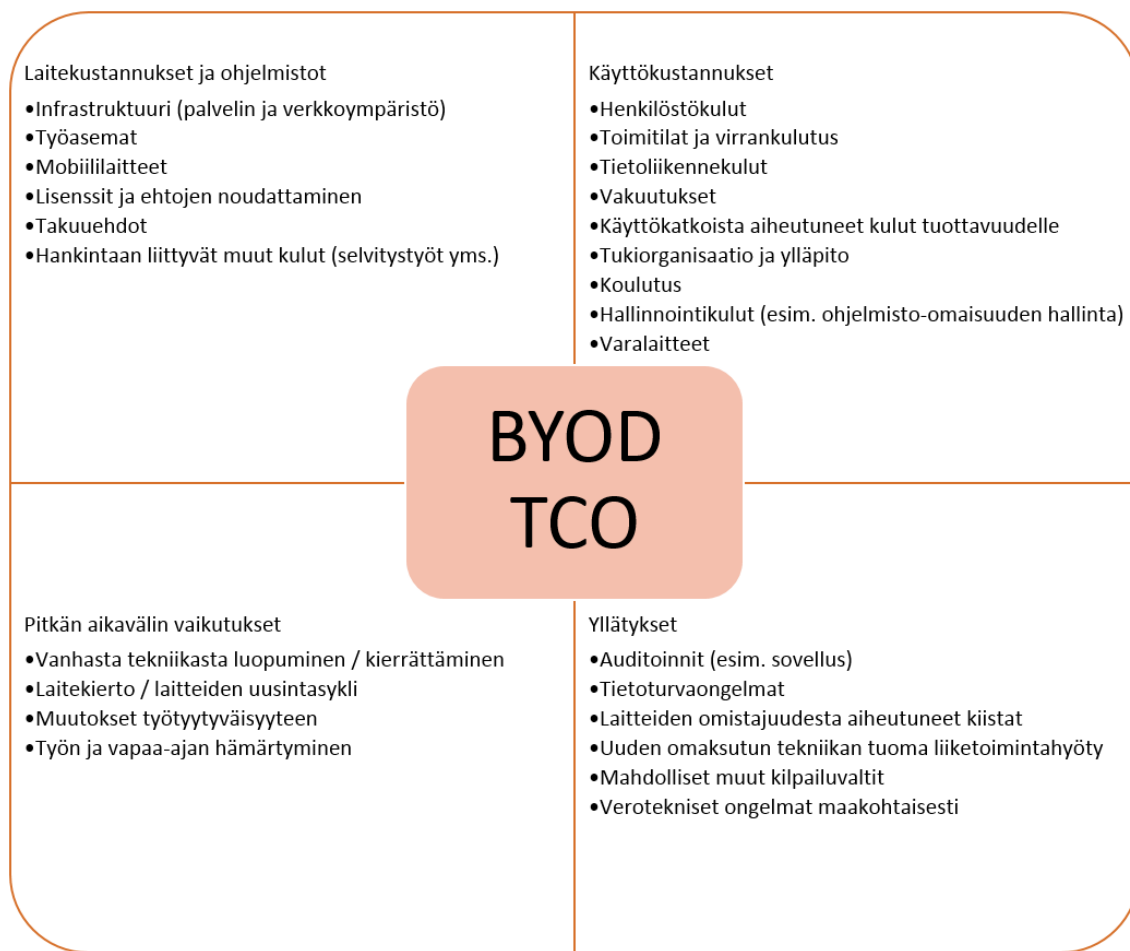 Laitekustannukset ja ohjelmistot
•Infrastruktuuri (palvelin ja verkkoympäristö)
•Työasemat
•Mobiililaitteet
•Lisenssit ja ehtojen noudattaminen
•Takuuehdot
•Hankintaan liittyvät muut kulut (selvitystyöt yms.)
Käyttökustannukset
•Henkilöstökulut
•Toimitilat ja virrankulutus
•Tietoliikennekulut
•Vakuutukset
•Käyttökatkoista aiheutuneet kulut tuottavuudelle
•Tukiorganisaatio ja ylläpito
•Koulutus
•Hallinnointikulut (esim. ohjelmisto-omaisuuden hallinta)
•Varalaitteet
BYOD
TCO
Pitkän aikavälin vaikutukset
•Vanhasta tekniikasta luopuminen / kierrättäminen
•Laitekierto / laitteiden uusintasykli
•Muutokset työtyytyväisyyteen
•Työn ja vapaa-ajan hämärtyminen
Yllätykset
•Auditoinnit (esim. sovellus)
•Tietoturvaongelmat
•Laitteiden omistajuudesta aiheutuneet kiistat
•Uuden omaksutun tekniikan tuoma liiketoimintahyöty
•Mahdolliset muut kilpailuvaltit
•Verotekniset ongelmat maakohtaisesti